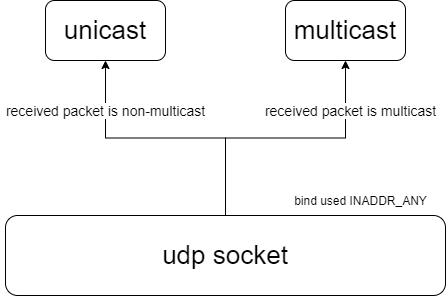 unicast
multicast
received packet is non-multicast
received packet is multicast
bind used INADDR_ANY
udp socket